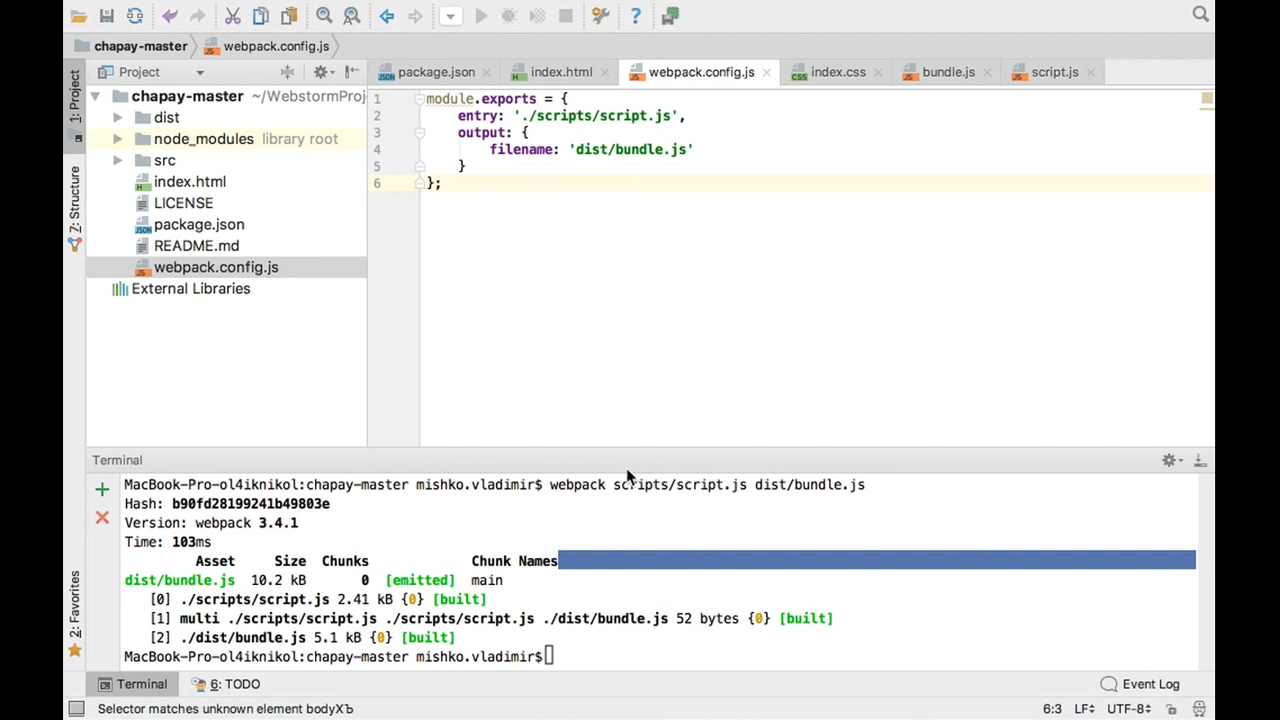 chapay-master
webpack.config.js
1: Project
Project
package.json
index.html
webpack.config.js
index.css
bundle.js
script.js
chapay-master ~/WebstormProj
dist
node_modules library root
src
index.html
LICENSE
package.json
README.md
webpack.config.js
External Libraries
Z: Structure
2: Favorites
1 module.exports = {
2 entry: './scripts/script.js',
3 output: {
4 filename: 'dist/bundle.js'
5 }
6 };
Terminal
MacBook-Pro-ol4iknikol:chapay-master mishko.vladimir$ webpack scripts/script.js dist/bundle.js
Hash: b90fd28199241b49803e
Version: webpack 3.4.1
Time: 103ms
Asset Size Chunks Chunk Names
dist/bundle.js 10.2 kB 0 [emitted] main
[0] ./scripts/script.js 2.41 kB {0} [built]
[1] multi ./scripts/script.js ./scripts/script.js ./dist/bundle.js 52 bytes {0} [built]
[2] ./dist/bundle.js 5.1 kB {0} [built]
MacBook-Pro-ol4iknikol:chapay-master mishko.vladimir$
Terminal
6: TODO
Event Log
Selector matches unknown element bodyXЪ
6:3 LF UTF-8